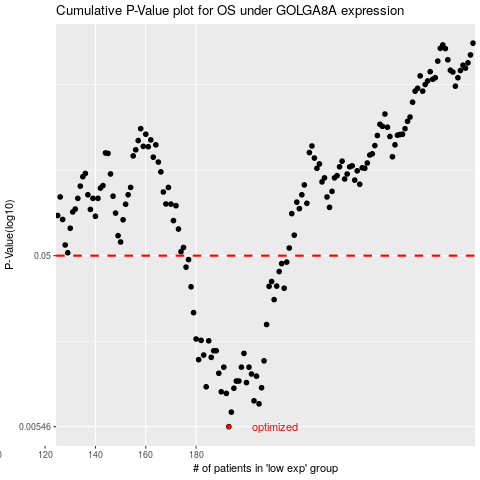 Cumulative P-Value plot for OS under GOLGA8A expression
P-Value(log10)
0.05
0.00546
optimized
0 120 140 160 180
# of patients in 'low exp' group